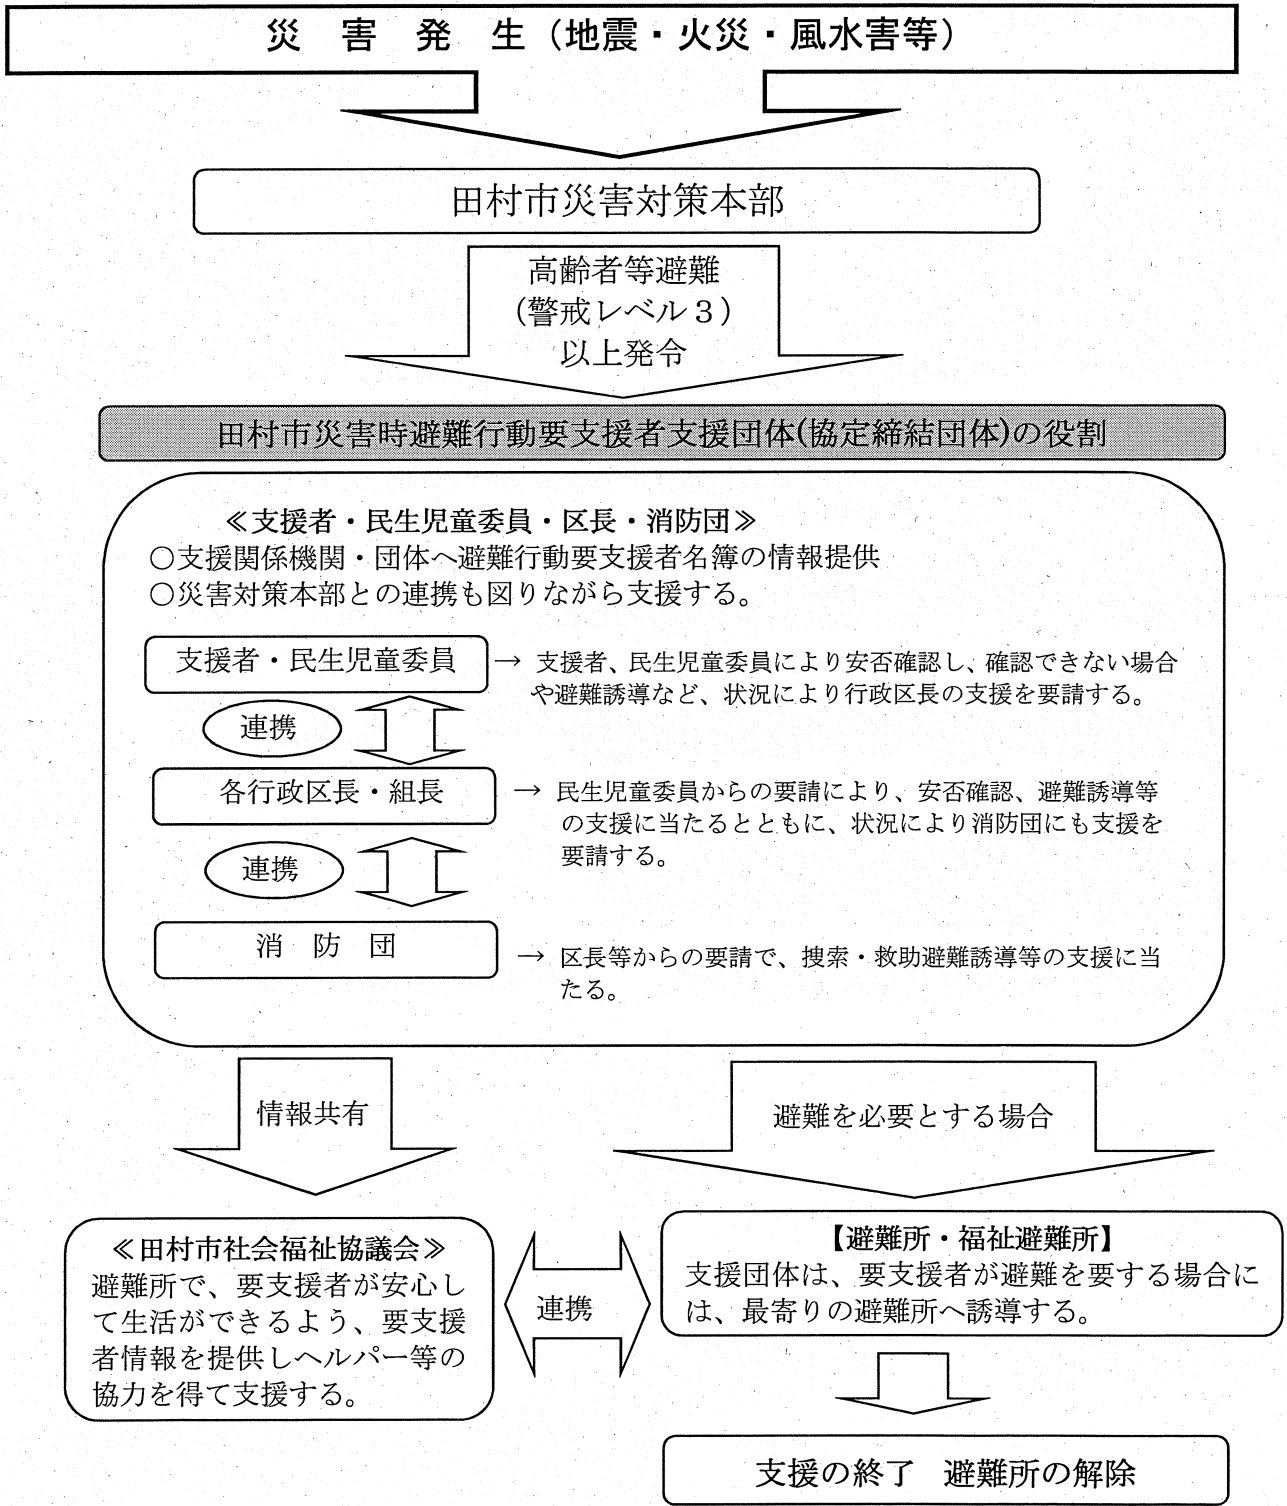 災　害　発　生（地震・火災・風水害等）
田村市災害対策本部
高齢者等避難
（警戒レベル３）
以上発令
田村市災害時避難行動要支援者支援団体(協定締結団体)の役割
≪支援者・民生児童委員・区長・消防団≫
○支援関係機関・団体へ避難行動要支援者名簿の情報提供
○災害対策本部との連携も図りながら支援する。
支援者・民生児童委員
→ 支援者、民生児童委員により安否確認し、確認できない場合
や避難誘導など、状況により行政区長の支援を要請する。
連携
各行政区長・組長
→ 民生児童委員からの要請により、安否確認、避難誘導等
の支援に当たるとともに、状況により消防団にも支援を
要請する。
連携
消　防　団
→ 区長等からの要請で、捜索・救助避難誘導等の支援に当
たる。
情報共有
避難を必要とする場合
≪田村市社会福祉協議会≫
避難所で、要支援者が安心し
て生活ができるよう、要支援
者情報を提供しヘルパー等の
協力を得て支援する。
連携
【避難所・福祉避難所】
支援団体は、要支援者が避難を要する場合に
は、最寄りの避難所へ誘導する。
支援の終了　避難所の解除